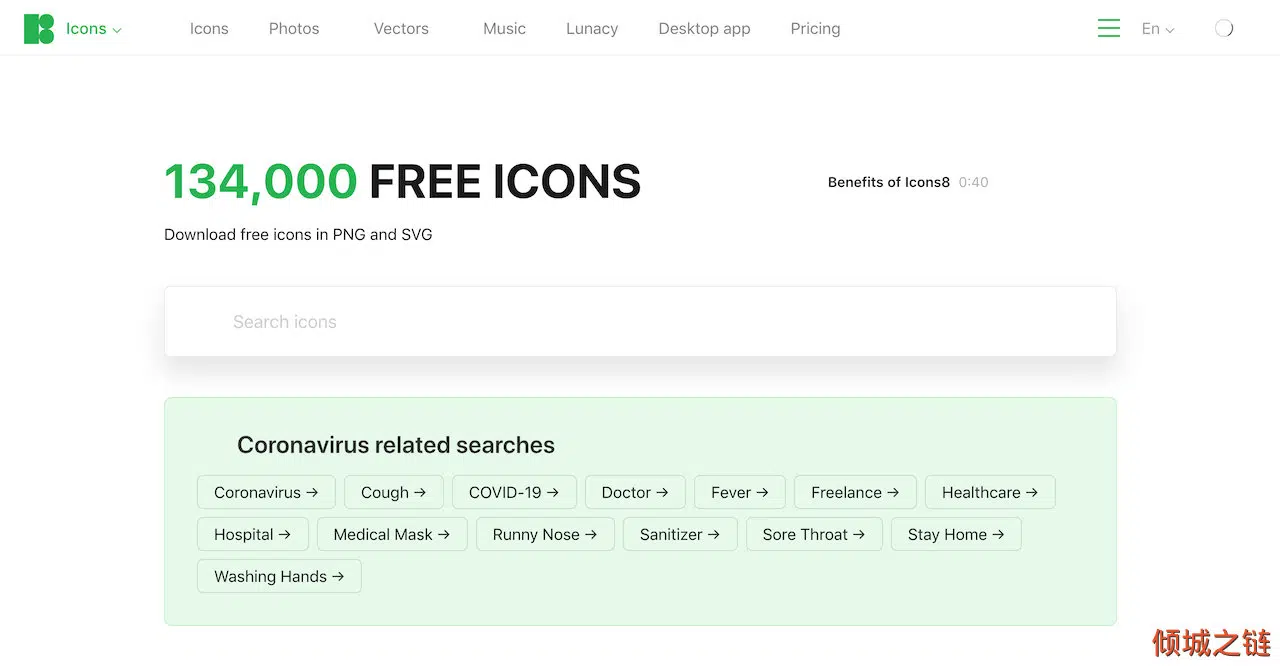 Icons Icons Photos Vectors Music Lunacy Desktop app Pricing En
134,000 FREE ICONS
Benefits of Icons8 0:40
Download free icons in PNG and SVG
Search icons
Coronavirus related searches
Coronavirus → Cough → COVID-19 → Doctor → Fever → Freelance → Healthcare →
Hospital → Medical Mask → Runny Nose → Sanitizer → Sore Throat → Stay Home →
Washing Hands →
倾城之链